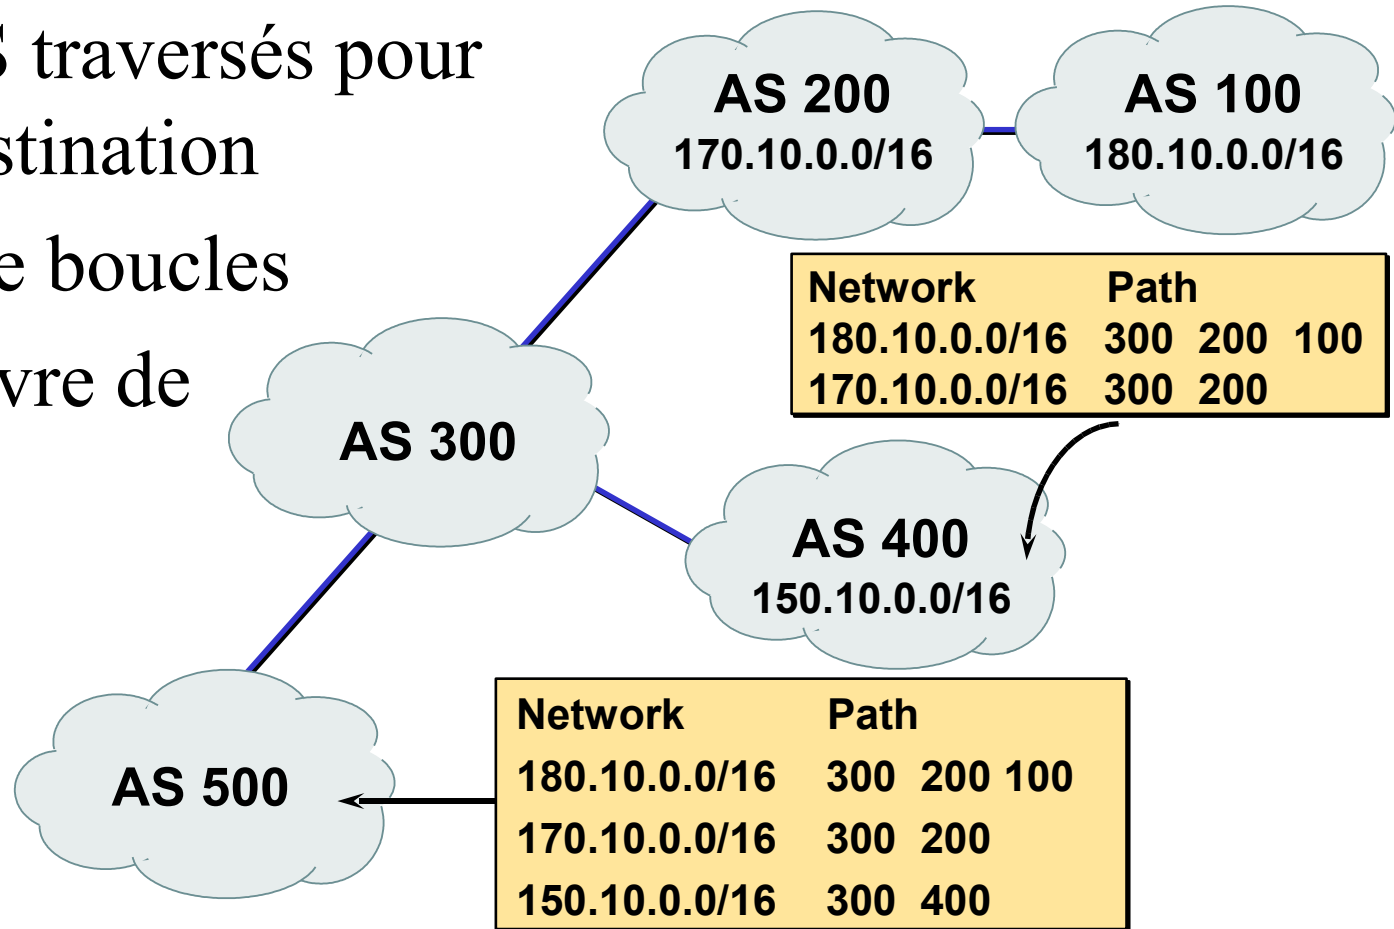 S traversés pour
stination
e boucles
vre de
AS 200
170.10.0.0/16
AS 100
180.10.0.0/16
Network Path
180.10.0.0/16 300 200 100
170.10.0.0/16 300 200
AS 300
AS 400
150.10.0.0/16
AS 500
Network Path
180.10.0.0/16 300 200 100
170.10.0.0/16 300 200
150.10.0.0/16 300 400